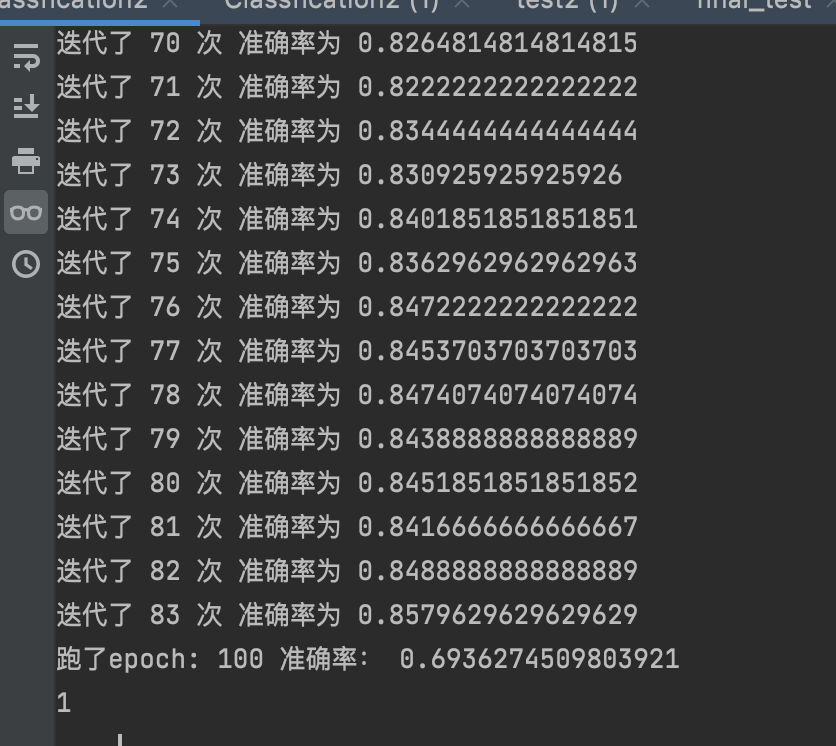 assfication2 Classfication2 (1) test2 (1) final_test
迭代了 70 次 准确率为 0.8264814814814815
迭代了 71 次 准确率为 0.8222222222222222
迭代了 72 次 准确率为 0.8344444444444444
迭代了 73 次 准确率为 0.830925925925926
迭代了 74 次 准确率为 0.8401851851851851
迭代了 75 次 准确率为 0.8362962962962963
迭代了 76 次 准确率为 0.8472222222222222
迭代了 77 次 准确率为 0.8453703703703703
迭代了 78 次 准确率为 0.8474074074074074
迭代了 79 次 准确率为 0.8438888888888889
迭代了 80 次 准确率为 0.8451851851851852
迭代了 81 次 准确率为 0.8416666666666667
迭代了 82 次 准确率为 0.8488888888888889
迭代了 83 次 准确率为 0.8579629629629629
跑了epoch: 100 准确率: 0.6936274509803921
1